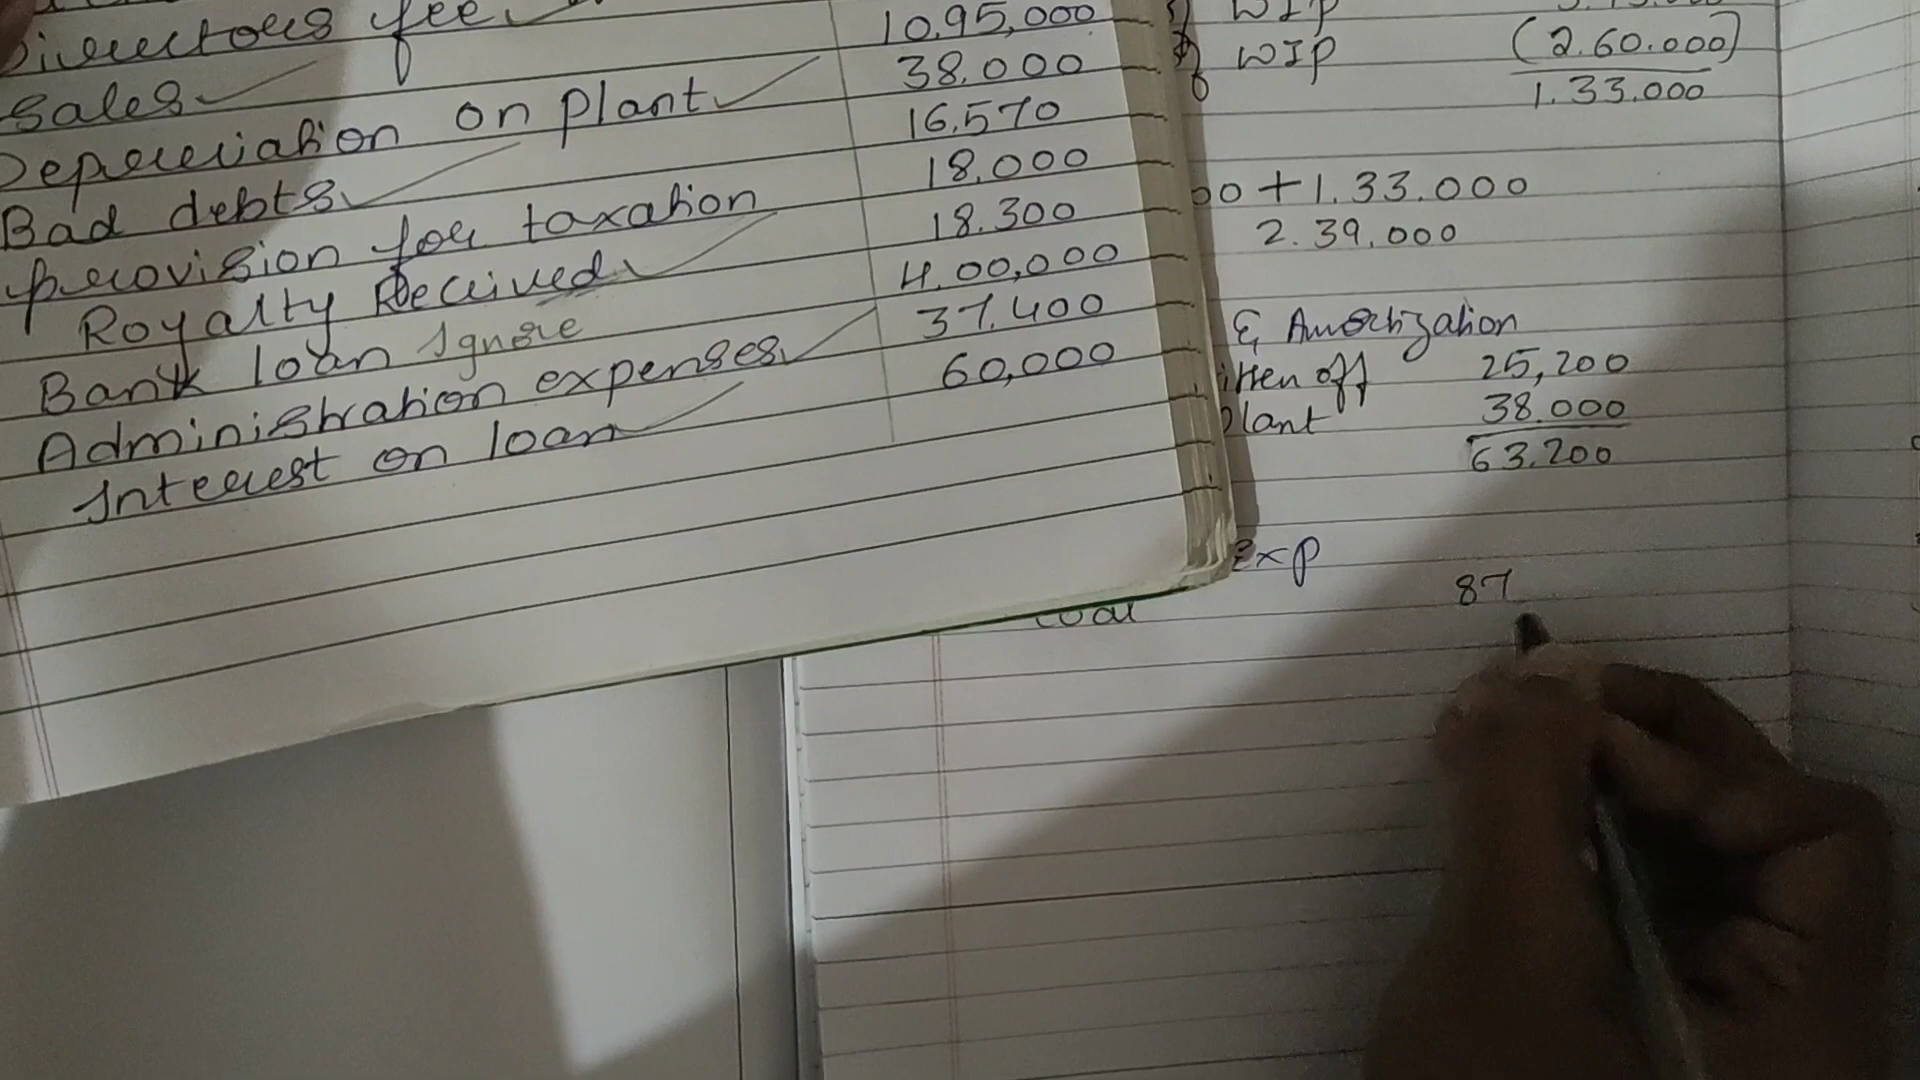 Directors fee
Sales 10,95,000
Depreciation on plant 38,000
Bad debts 16,570
provision for taxation 18,000
Royalty Received 18,300
Bank loan Ignore 4,00,000
Administration expenses 37,400
Interest on loan 60,000
WIP
WIP (2,60,000)
1,33,000
00 + 1,33,000
2,39,000
& Amortization
itten off 25,200
plant 38,000
63,200
Exp
coal 87